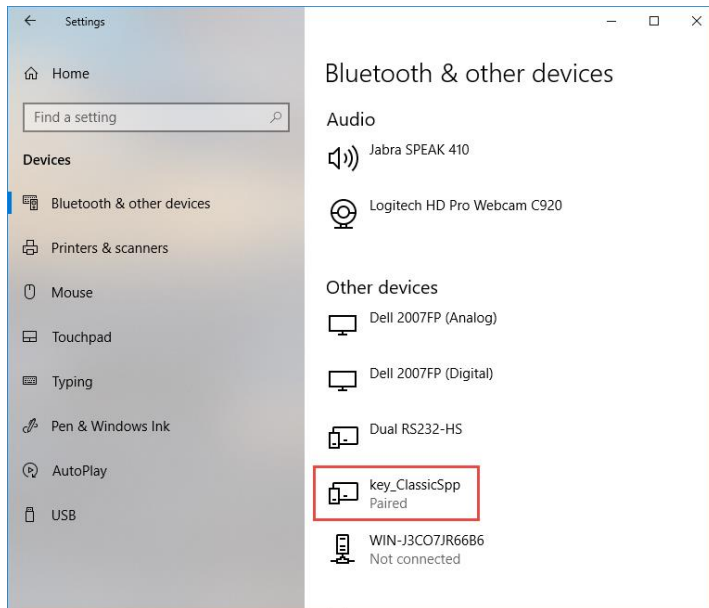 Settings
Home
Find a setting
Devices
Bluetooth & other devices
Printers & scanners
Mouse
Touchpad
Typing
Pen & Windows Ink
AutoPlay
USB
Bluetooth & other devices
Audio
Jabra SPEAK 410
Logitech HD Pro Webcam C920
Other devices
Dell 2007FP (Analog)
Dell 2007FP (Digital)
Dual RS232-HS
key_ClassicSpp
Paired
WIN-J3CO7JR66B6
Not connected